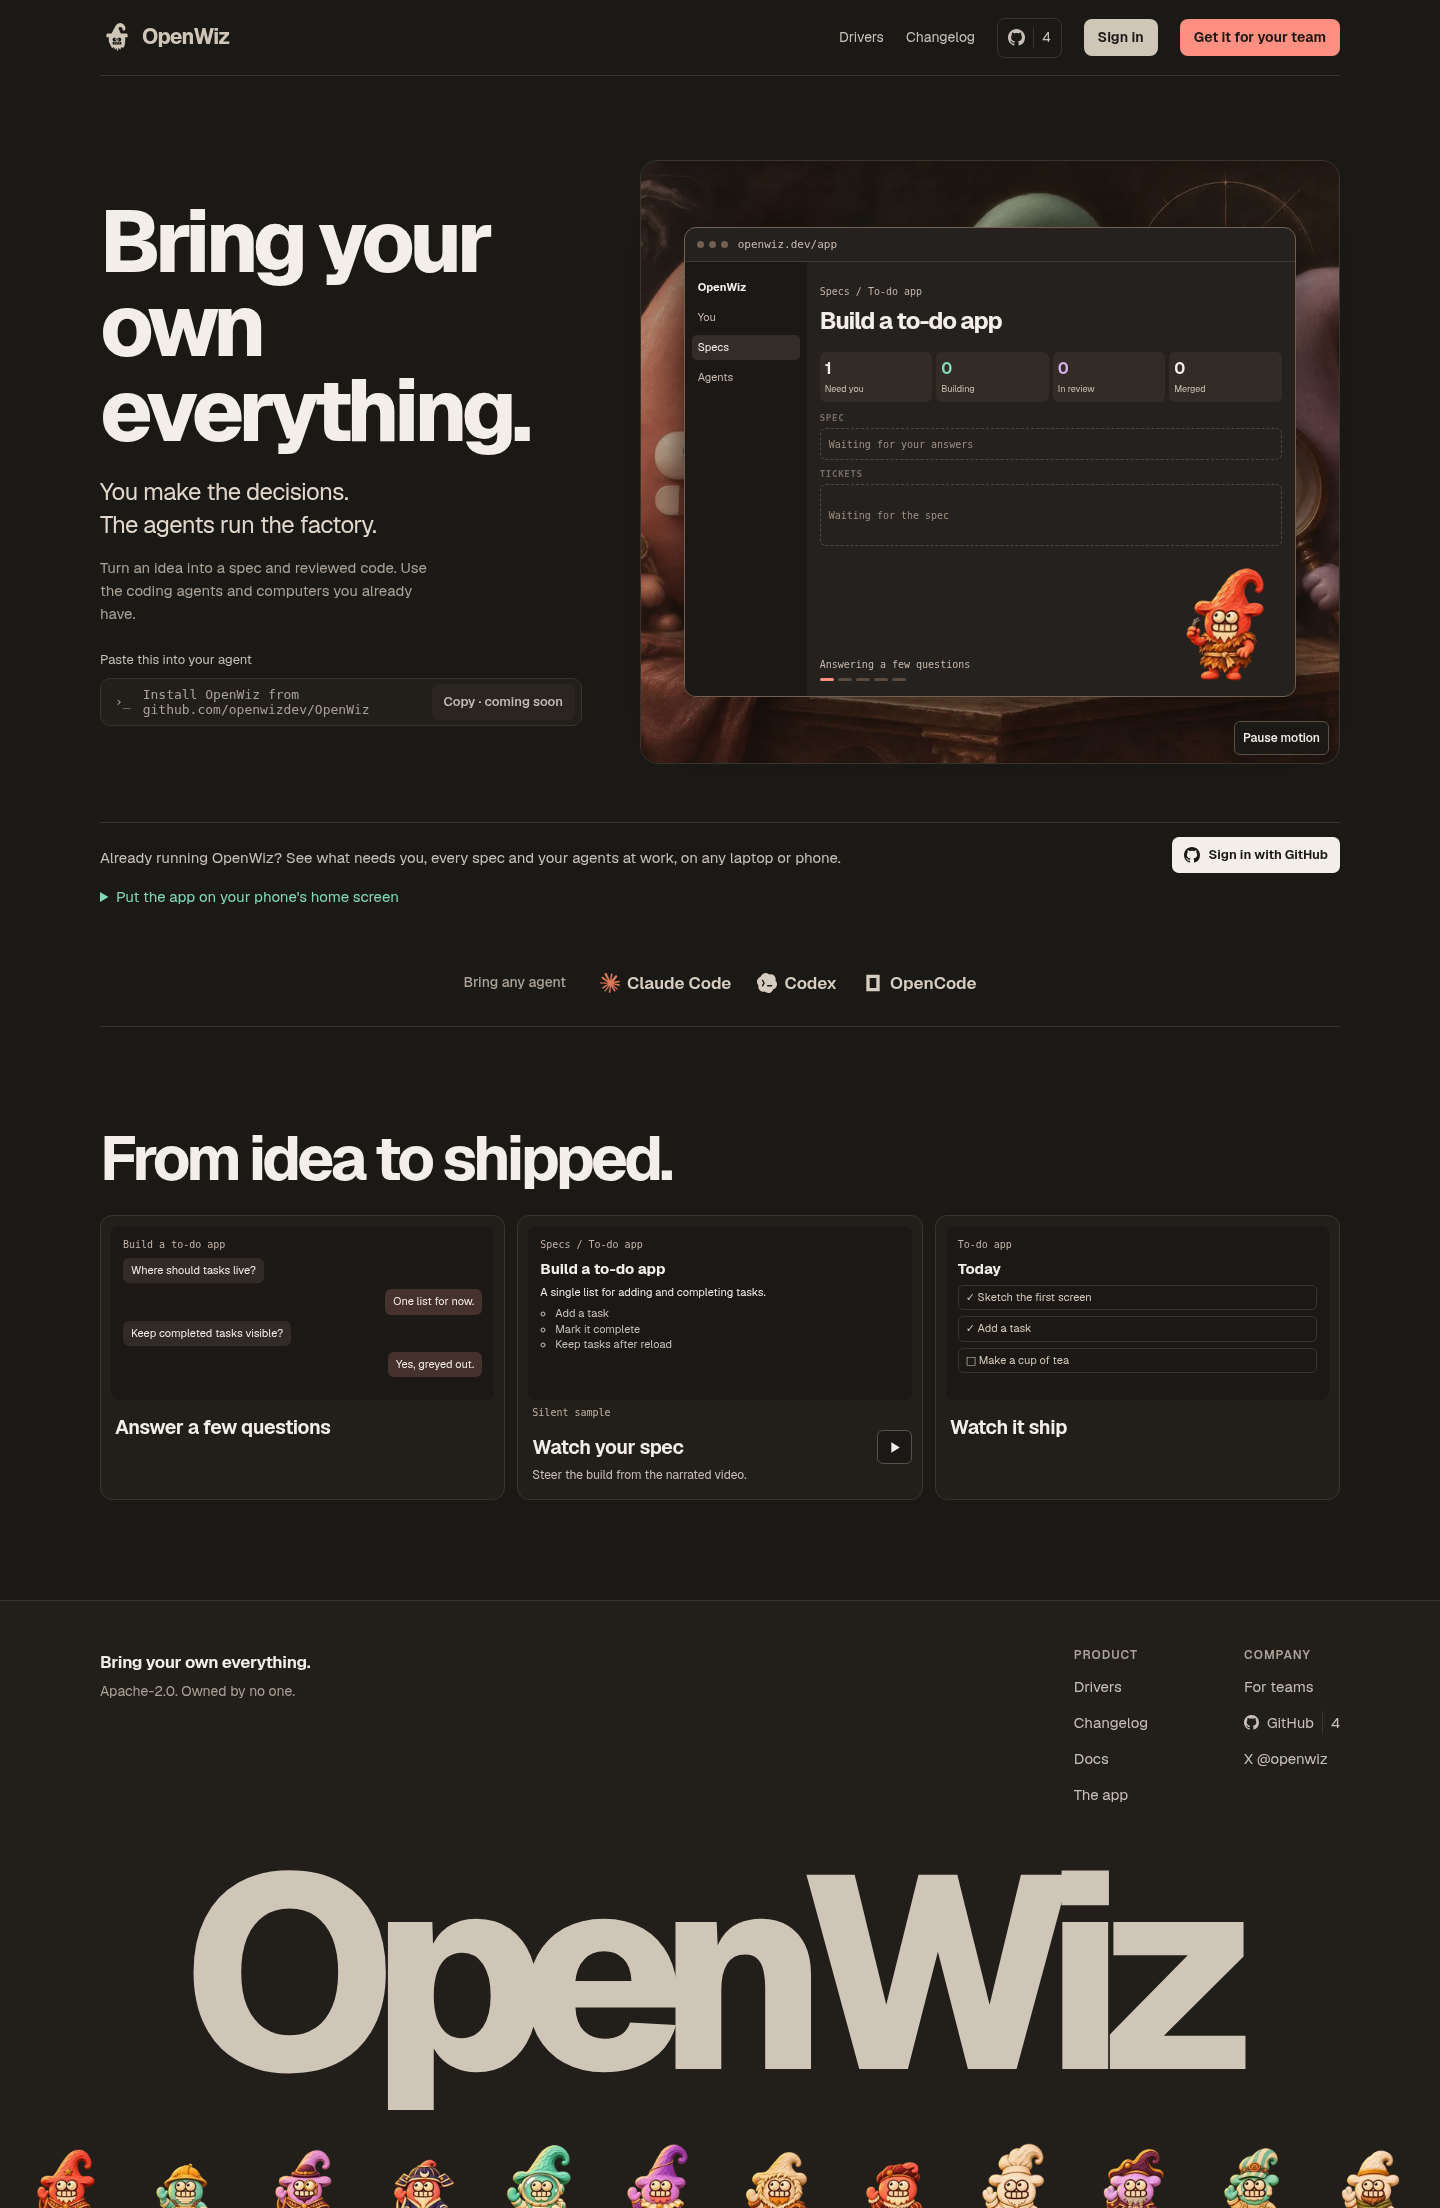 OpenWiz
Drivers
Changelog
4
Sign in
Get it for your team
Bring your
own
everything.
You make the decisions.
The agents run the factory.
Turn an idea into a spec and reviewed code. Use
the coding agents and computers you already
have.
Paste this into your agent
›_
Install OpenWiz from
github.com/openwizdev/OpenWiz
Copy · coming soon
openwiz.dev/app
OpenWiz
You
Specs
Agents
Specs / To-do app
Build a to-do app
1
Need you
0
Building
0
In review
0
Merged
SPEC
Waiting for your answers
TICKETS
Waiting for the spec
Answering a few questions
Pause motion
Already running OpenWiz? See what needs you, every spec and your agents at work, on any laptop or phone.
Sign in with GitHub
Put the app on your phone's home screen
Bring any agent
Claude Code
Codex
OpenCode
From idea to shipped.
Build a to-do app
Where should tasks live?
One list for now.
Keep completed tasks visible?
Yes, greyed out.
Answer a few questions
Specs / To-do app
Build a to-do app
A single list for adding and completing tasks.
Add a task
Mark it complete
Keep tasks after reload
Silent sample
Watch your spec
Steer the build from the narrated video.
To-do app
Today
✓ Sketch the first screen
✓ Add a task
□ Make a cup of tea
Watch it ship
Bring your own everything.
Apache-2.0. Owned by no one.
PRODUCT
Drivers
Changelog
Docs
The app
COMPANY
For teams
GitHub 4
X @openwiz
OpenWiz